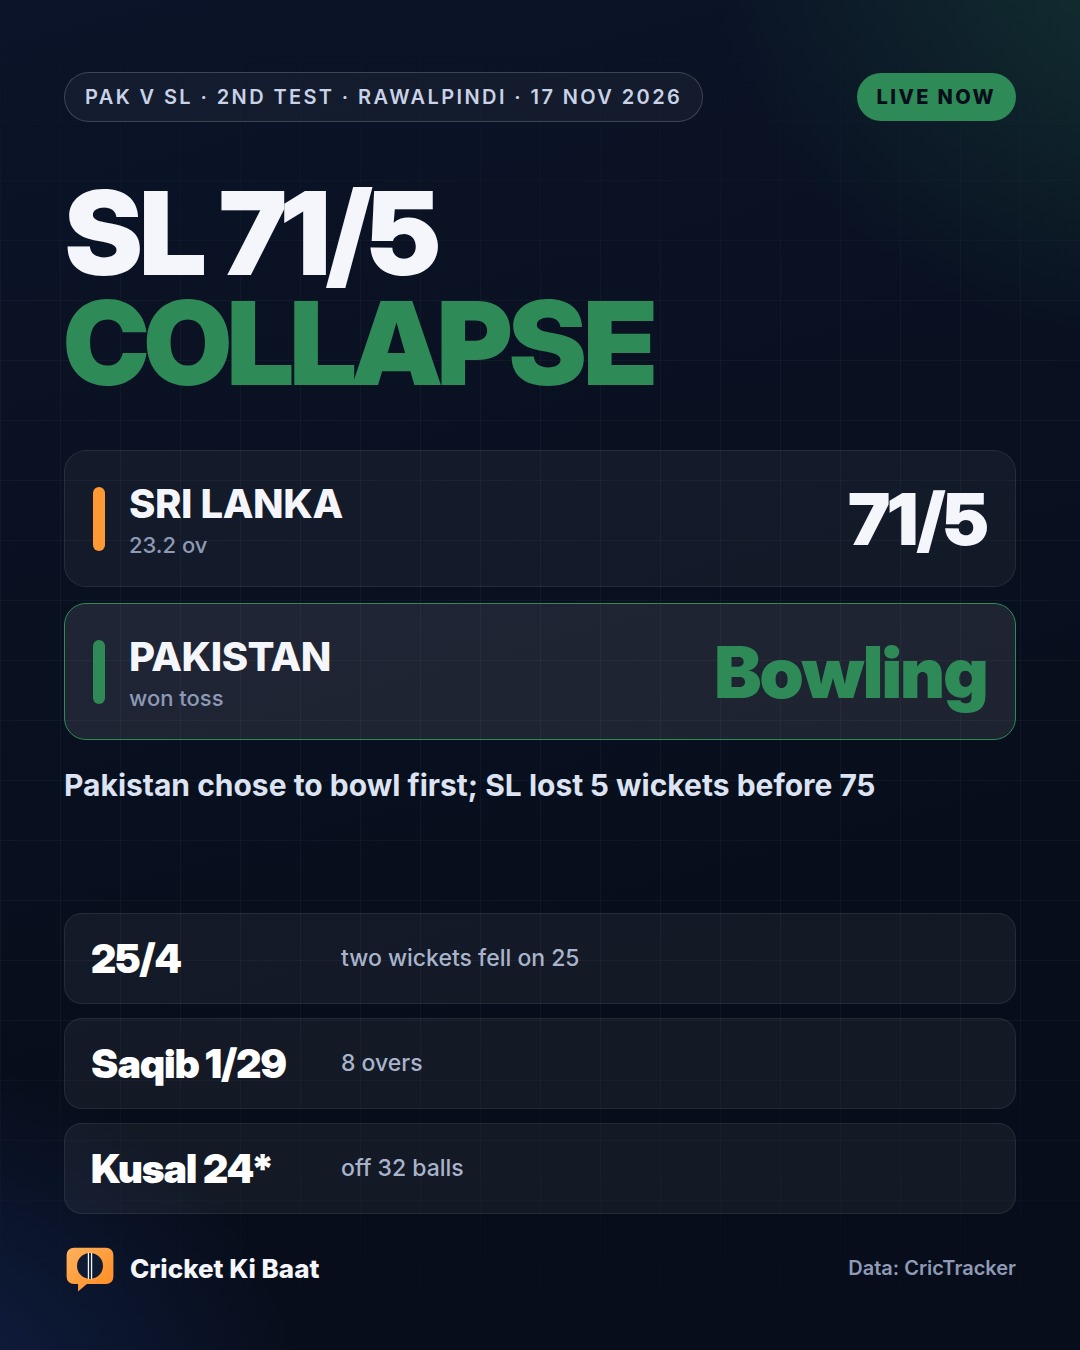 PAK V SL · 2ND TEST · RAWALPINDI · 17 NOV 2026
LIVE NOW
SL 71/5
COLLAPSE
SRI LANKA
23.2 ov
71/5
PAKISTAN
won toss
Bowling
Pakistan chose to bowl first; SL lost 5 wickets before 75
25/4
two wickets fell on 25
Saqib 1/29
8 overs
Kusal 24*
off 32 balls
Cricket Ki Baat
Data: CricTracker